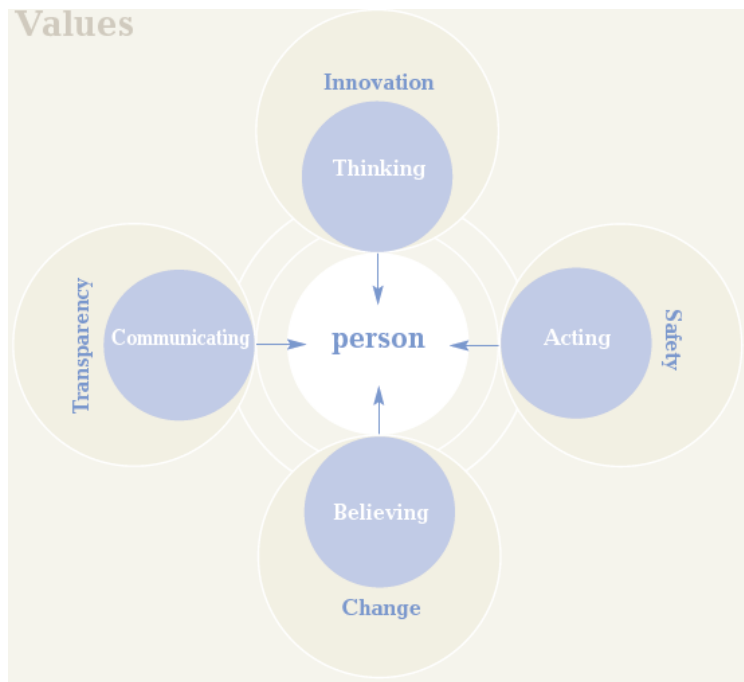 Values
Innovation
Thinking
Transparency
Communicating
person
Acting
Safety
Believing
Change